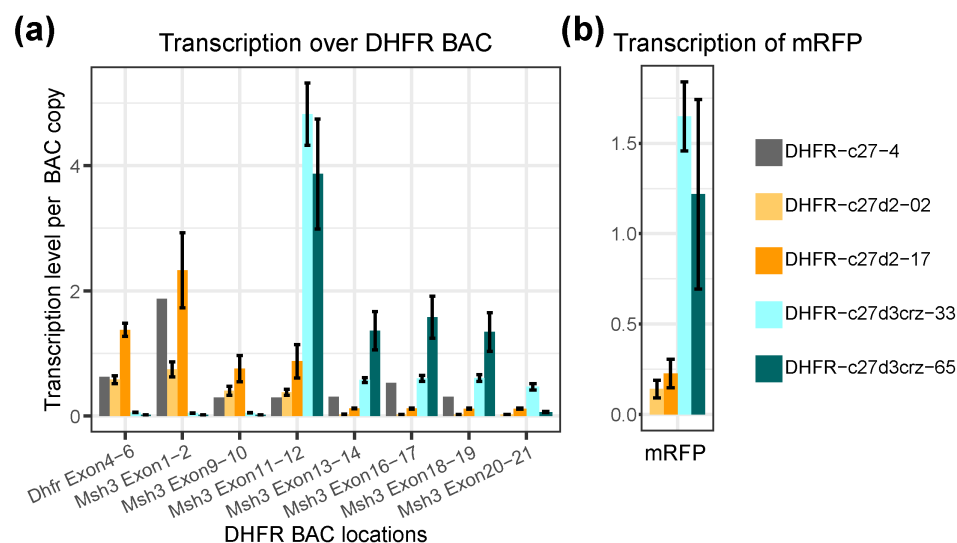 (a)
Transcription over DHFR BAC
Transcription level per BAC copy
4
2
0
Dhfr Exon4−6
Msh3 Exon1−2
Msh3 Exon9−10
Msh3 Exon11−12
Msh3 Exon13−14
Msh3 Exon16−17
Msh3 Exon18−19
Msh3 Exon20−21
DHFR BAC locations
(b)
Transcription of mRFP
1.5
1.0
0.5
0.0
mRFP
DHFR−c27−4
DHFR−c27d2−02
DHFR−c27d2−17
DHFR−c27d3crz−33
DHFR−c27d3crz−65